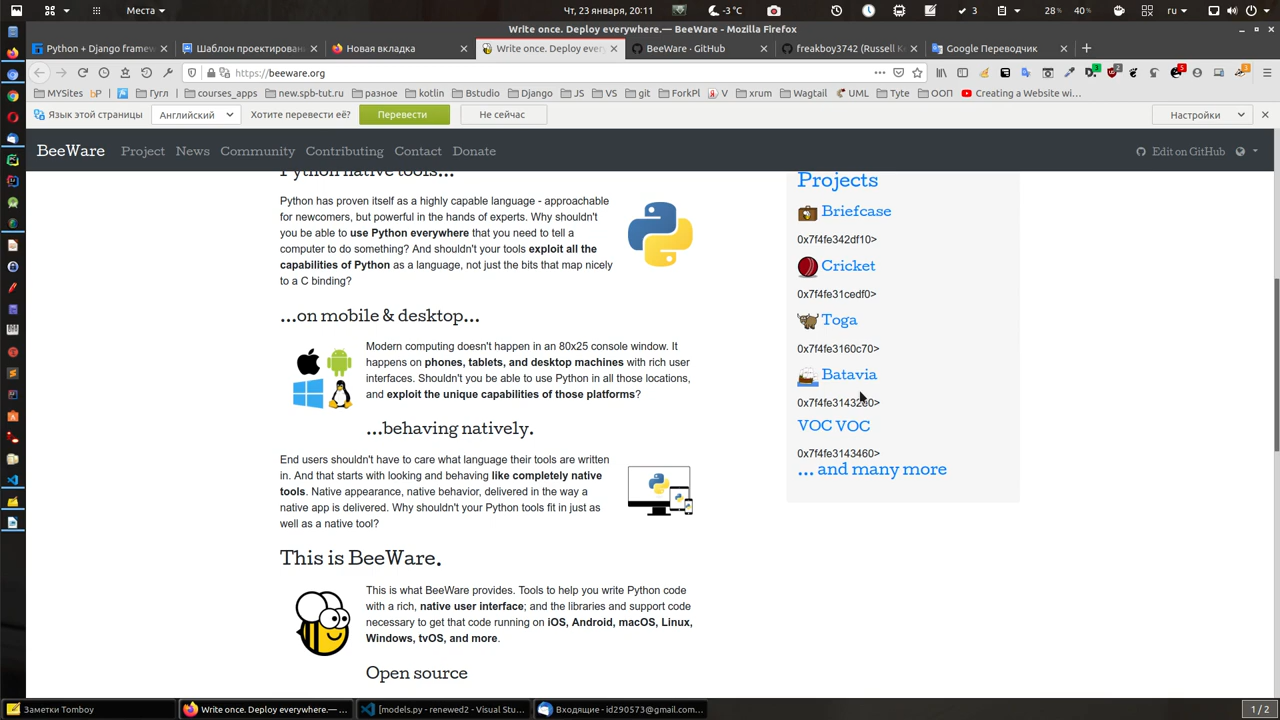 Места
Чт, 23 января, 20:11
-3 °C
3
28%
40%
ru
Write once. Deploy everywhere.— BeeWare - Mozilla Firefox
Python + Django framew
Шаблон проектирован
Новая вкладка
Write once. Deploy every
BeeWare · GitHub
freakboy3742 (Russell K
Google Переводчик
https://beeware.org
MYSites
bP
Гугл
courses_apps
new.spb-tut.ru
разное
kotlin
Bstudio
Django
JS
VS
git
ForkPl
V
xrum
Wagtail
UML
Tyte
ООП
Creating a Website wi…
Язык этой страницы
Английский
Хотите перевести её?
Перевести
Не сейчас
Настройки
BeeWare
Project
News
Community
Contributing
Contact
Donate
Edit on GitHub
Python native tools...
Python has proven itself as a highly capable language - approachable
for newcomers, but powerful in the hands of experts. Why shouldn't
you be able to use Python everywhere that you need to tell a
computer to do something? And shouldn't your tools exploit all the
capabilities of Python as a language, not just the bits that map nicely
to a C binding?
...on mobile & desktop...
Modern computing doesn't happen in an 80x25 console window. It
happens on phones, tablets, and desktop machines with rich user
interfaces. Shouldn't you be able to use Python in all those locations,
and exploit the unique capabilities of those platforms?
...behaving natively.
End users shouldn't have to care what language their tools are written
in. And that starts with looking and behaving like completely native
tools. Native appearance, native behavior, delivered in the way a
native app is delivered. Why shouldn't your Python tools fit in just as
well as a native tool?
This is BeeWare.
This is what BeeWare provides. Tools to help you write Python code
with a rich, native user interface; and the libraries and support code
necessary to get that code running on iOS, Android, macOS, Linux,
Windows, tvOS, and more.
Open source
Projects
Briefcase
0x7f4fe342df10>
Cricket
0x7f4fe31cedf0>
Toga
0x7f4fe3160c70>
Batavia
VOC VOC
0x7f4fe3143460>
... and many more
Заметки Tomboy
Write once. Deploy everywhere.— …
[models.py - renewed2 - Visual Stu…
Входящие - id290573@gmail.com…
1 / 2